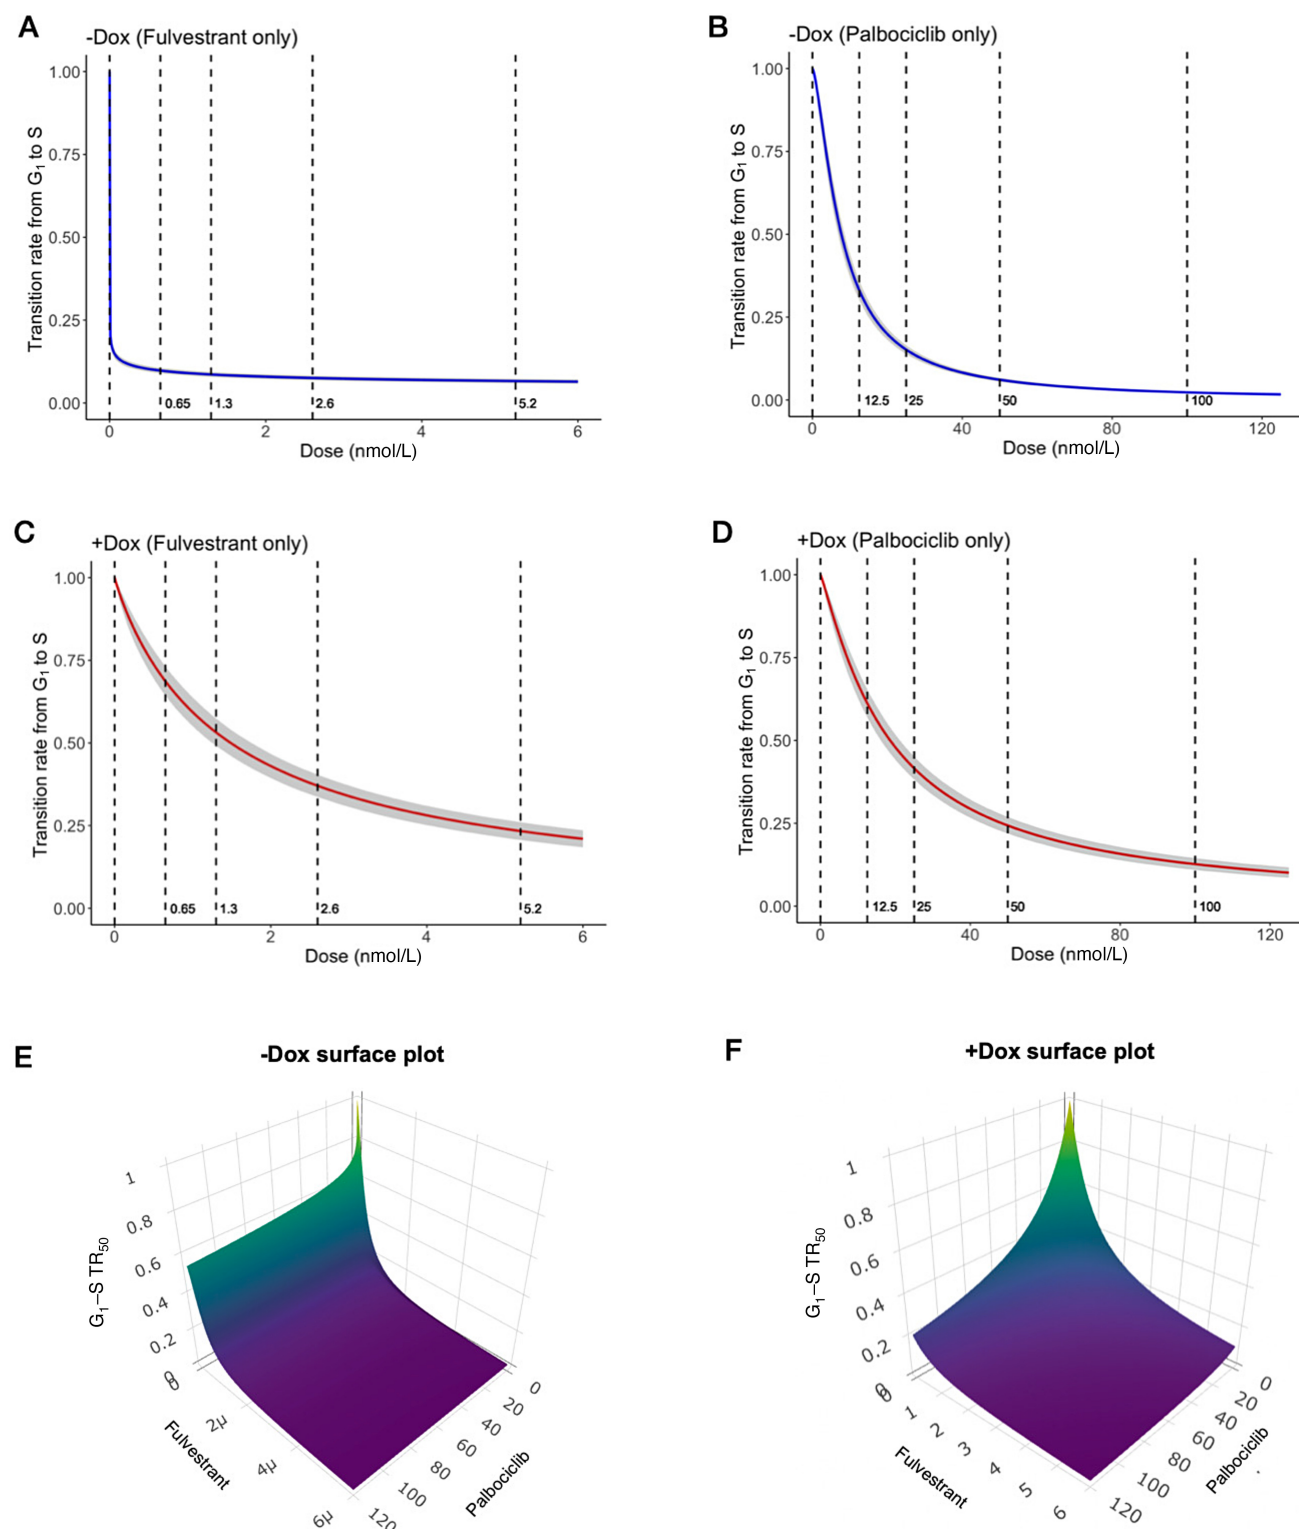 A
-Dox (Fulvestrant only)
Transition rate from G1 to S
1.00
0.75
0.50
0.25
0.00
0.65
1.3
2.6
5.2
0
2
4
6
Dose (nmol/L)
B
-Dox (Palbociclib only)
Transition rate from G1 to S
1.00
0.75
0.50
0.25
0.00
12.5
25
50
100
0
40
80
120
Dose (nmol/L)
C
+Dox (Fulvestrant only)
Transition rate from G1 to S
1.00
0.75
0.50
0.25
0.00
0.65
1.3
2.6
5.2
0
2
4
6
Dose (nmol/L)
D
+Dox (Palbociclib only)
Transition rate from G1 to S
1.00
0.75
0.50
0.25
0.00
12.5
25
50
100
0
40
80
120
Dose (nmol/L)
E
-Dox surface plot
G1–S TR50
1
0.8
0.6
0.4
0.2
0
0
2μ
4μ
6μ
Fulvestrant
0
20
40
60
80
100
120
Palbociclib
F
+Dox surface plot
G1–S TR50
1
0.8
0.6
0.4
0.2
0
0
1
2
3
4
5
6
Fulvestrant
0
20
40
60
80
100
120
Palbociclib